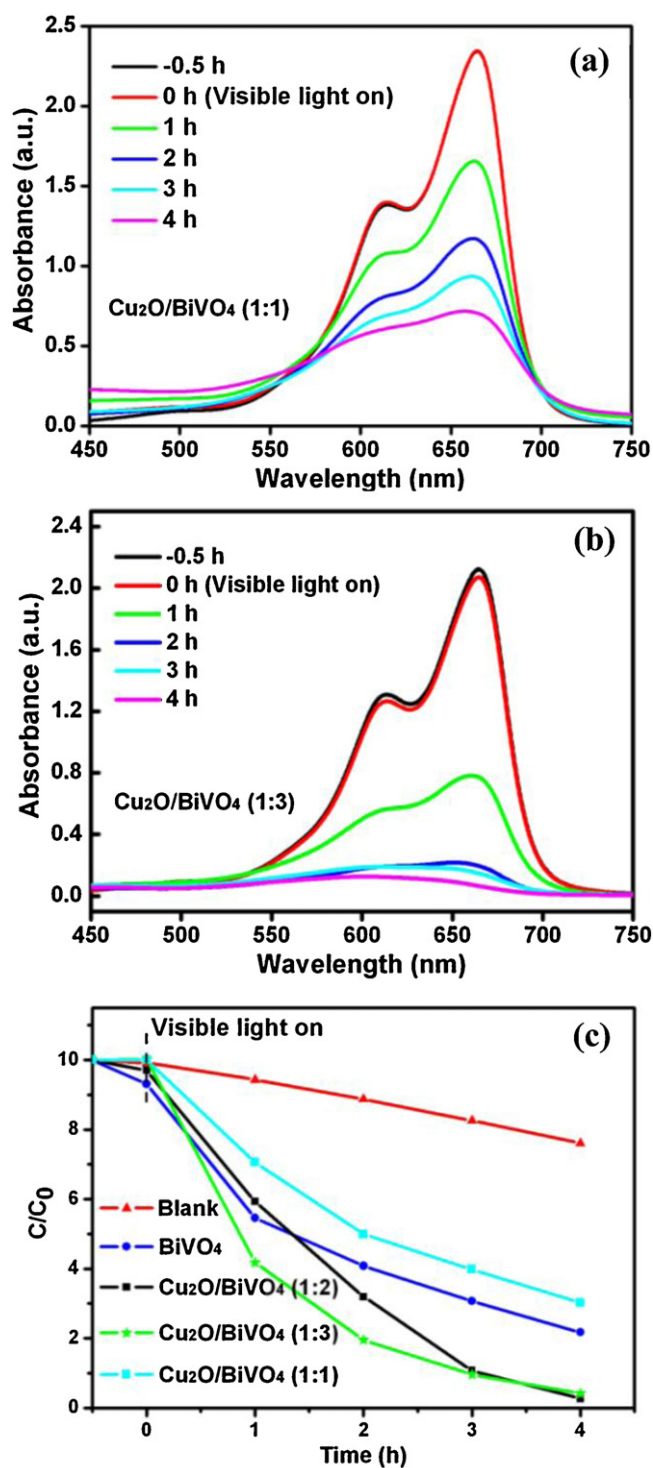 (a)
2.5
2.0
1.5
1.0
0.5
0.0
Absorbance (a.u.)
-0.5 h
0 h (Visible light on)
1 h
2 h
3 h
4 h
Cu₂O/BiVO₄ (1:1)
450 500 550 600 650 700 750
Wavelength (nm)
(b)
2.4
2.0
1.6
1.2
0.8
0.4
0.0
Absorbance (a.u.)
-0.5 h
0 h (Visible light on)
1 h
2 h
3 h
4 h
Cu₂O/BiVO₄ (1:3)
450 500 550 600 650 700 750
Wavelength (nm)
(c)
Visible light on
10
8
6
4
2
0
C/C₀
Blank
BiVO₄
Cu₂O/BiVO₄ (1:2)
Cu₂O/BiVO₄ (1:3)
Cu₂O/BiVO₄ (1:1)
0 1 2 3 4
Time (h)